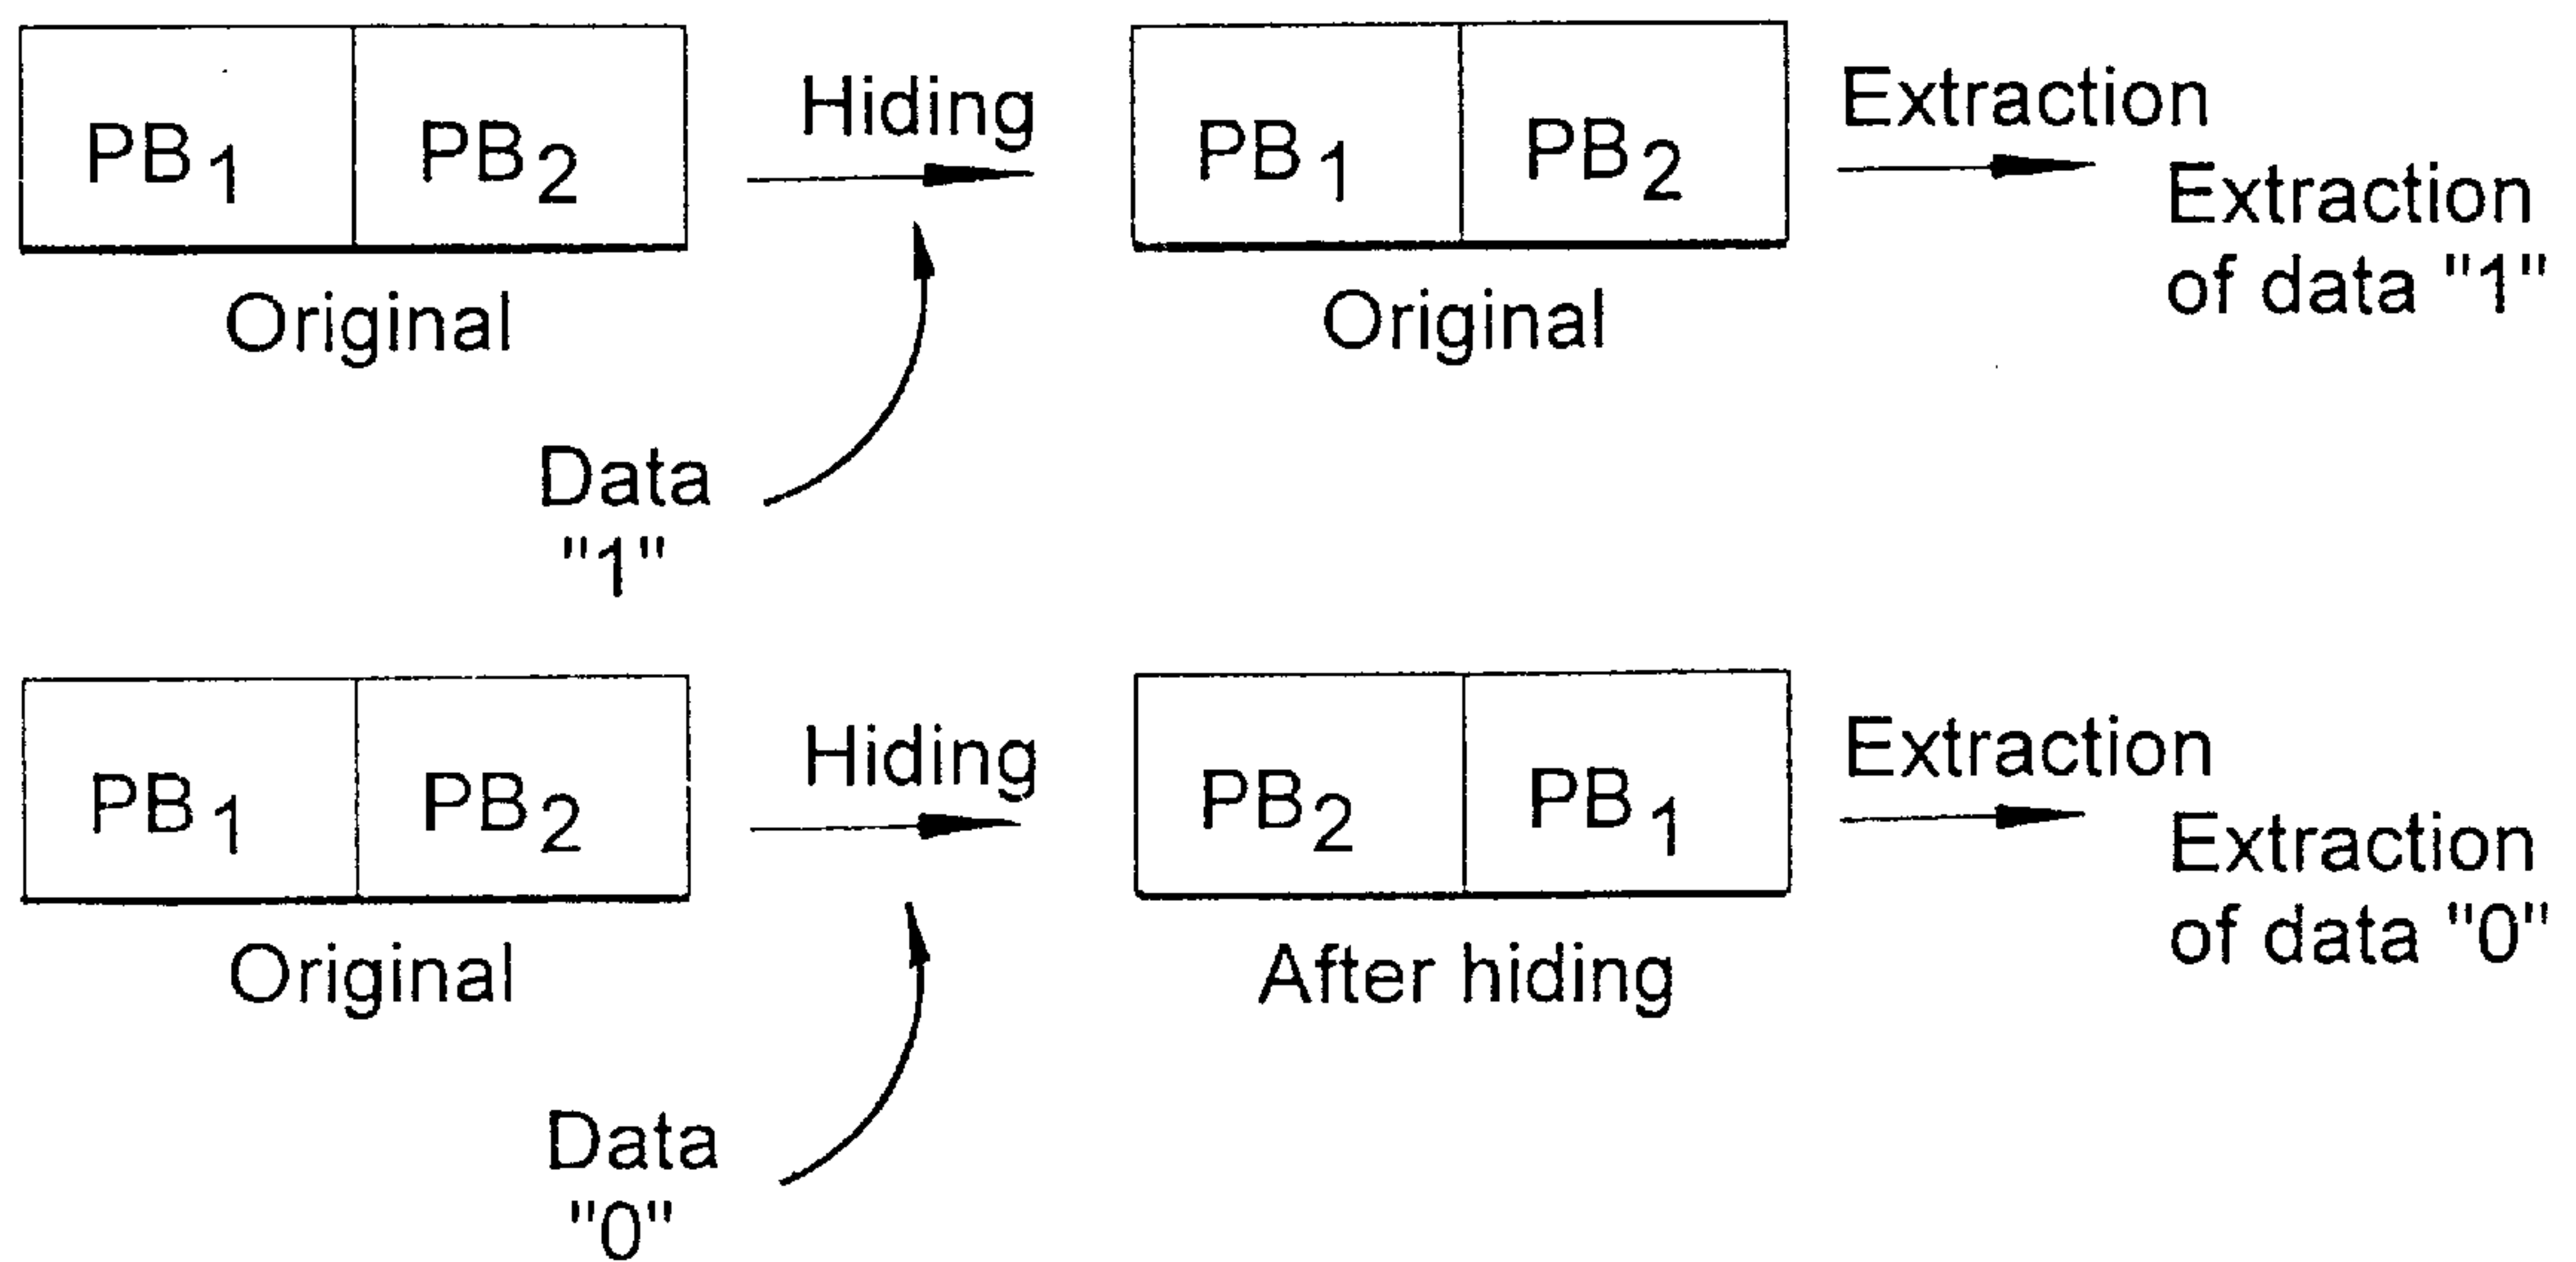 PB1 PB2 Hiding PB1 PB2 Extraction
Extraction
of data "1"
Original Original
Data
"1"
PB1 PB2 Hiding PB2 PB1 Extraction
Extraction
of data "0"
Original After hiding
Data
"0"